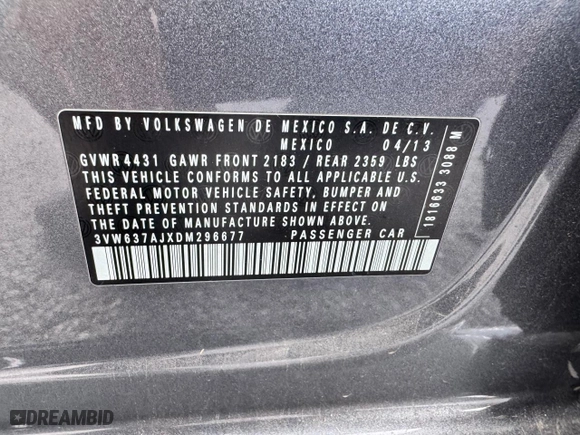 MFD BY VOLKSWAGEN DE MEXICO S.A. DE C.V.
MEXICO 04/13
GVWR 4431 GAWR FRONT 2183 / REAR 2359 LBS
THIS VEHICLE CONFORMS TO ALL APPLICABLE U.S.
FEDERAL MOTOR VEHICLE SAFETY, BUMPER AND
THEFT PREVENTION STANDARDS IN EFFECT ON
THE DATE OF MANUFACTURE SHOWN ABOVE.
3VW637AJXDM296677 PASSENGER CAR
1816633 3088 M
DREAMBID